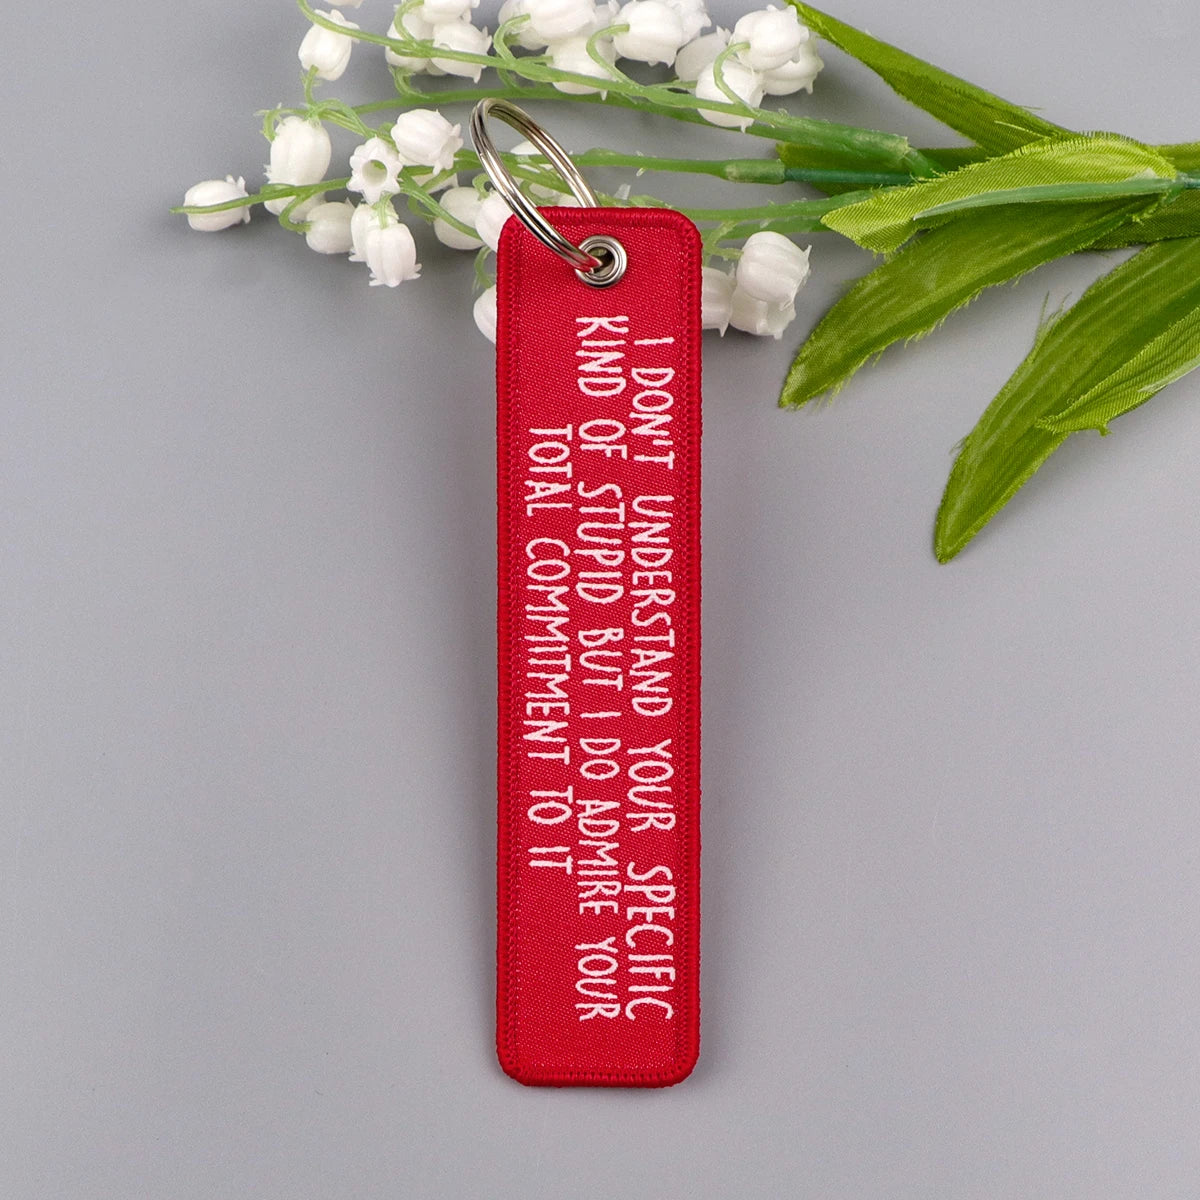 I DON'T UNDERSTAND YOUR SPECIFIC
KIND OF STUPID BUT I DO ADMIRE YOUR
TOTAL COMMITMENT TO IT